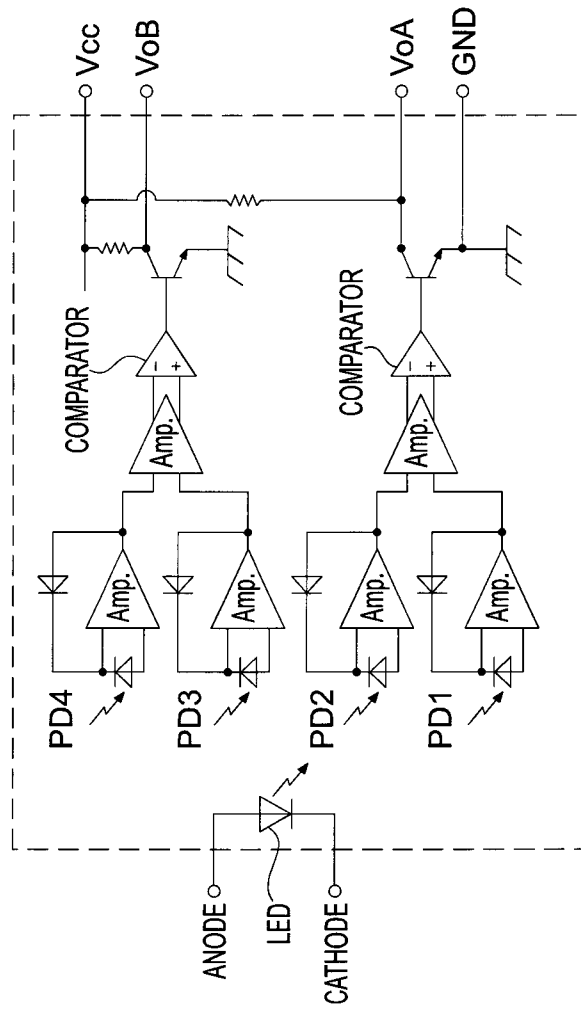 Vcc
VoB
VoA
GND
COMPARATOR
COMPARATOR
Amp.
Amp.
Amp.
Amp.
Amp.
Amp.
PD4
PD3
PD2
PD1
ANODE
LED
CATHODE